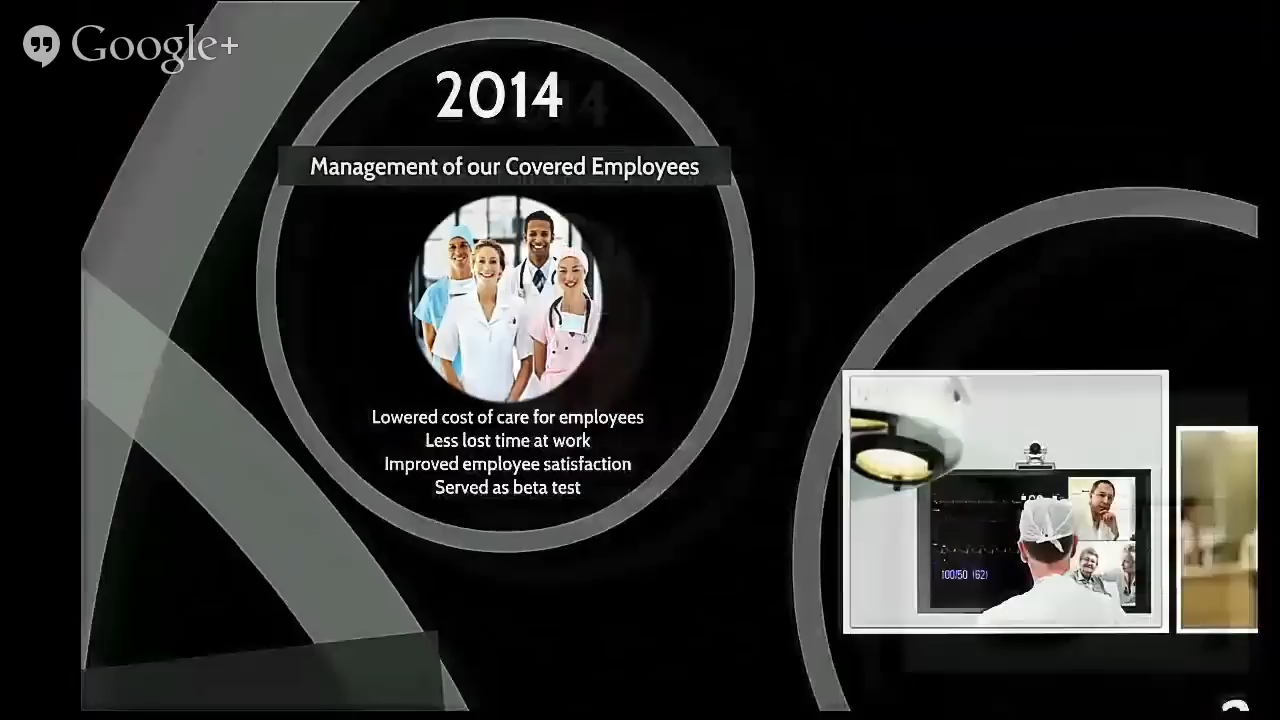 Google+
2014
Management of our Covered Employees
Lowered cost of care for employees
Less lost time at work
Improved employee satisfaction
Served as beta test
100/50 (62)